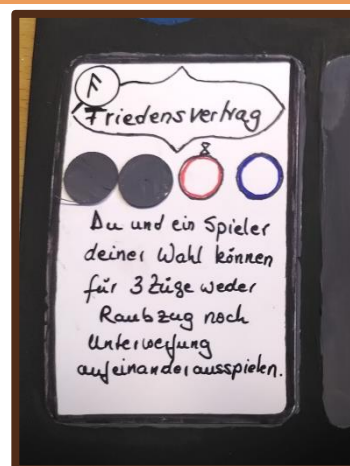 Friedensvertrag
Du und ein Spieler
deiner Wahl können
für 3 Züge weder
Raubzug noch
Unterwerfung
aufeinander ausspielen.